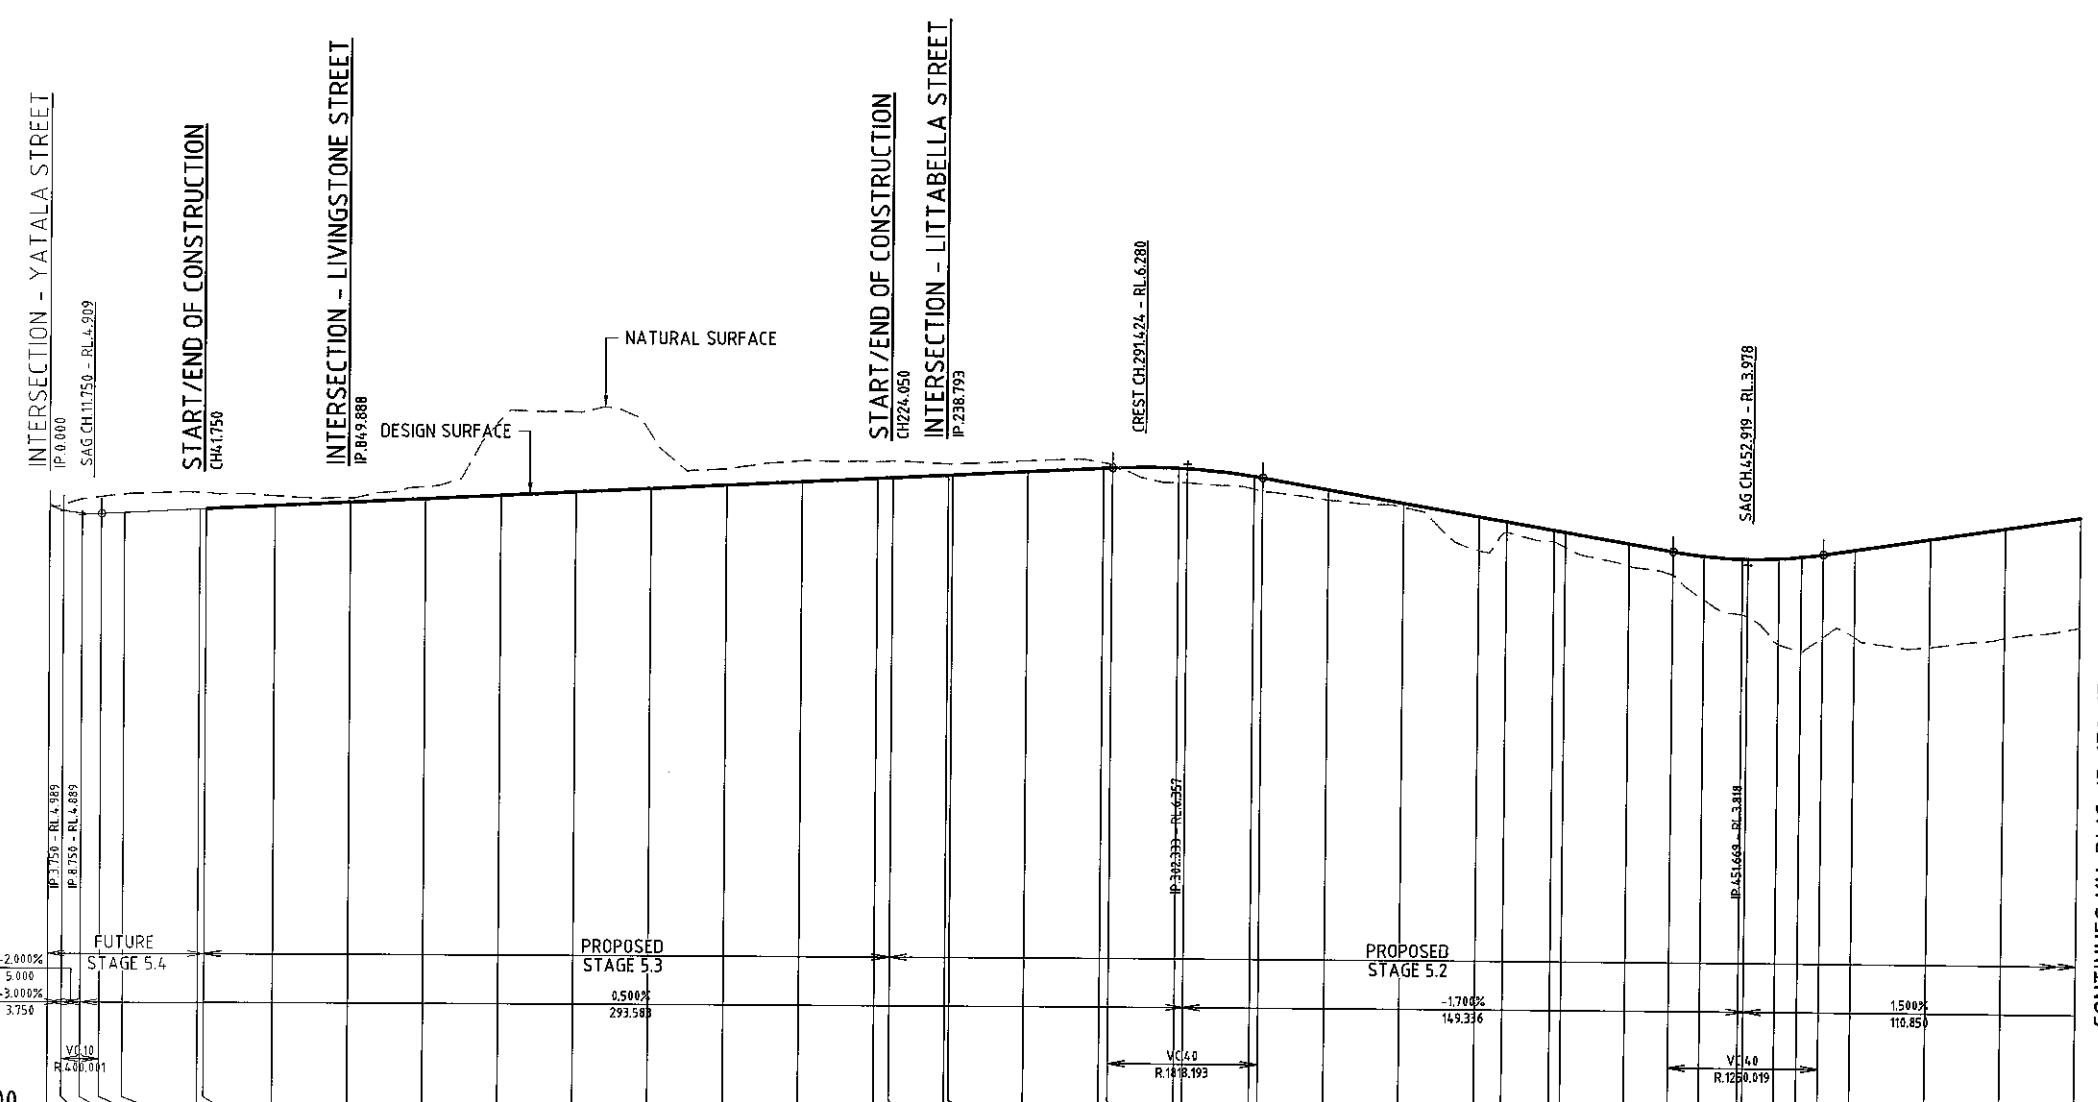 INTERSECTION - YATALA STREET
IP.0.000
SAG CH.11.750 - RL.4.909
START/END OF CONSTRUCTION
CH41.750
INTERSECTION - LIVINGSTONE STREET
IP.849.888
NATURAL SURFACE
DESIGN SURFACE
START/END OF CONSTRUCTION
CH224.050
INTERSECTION - LITTABELLA STREET
IP.238.793
CREST CH.291.424 - RL.6.280
SAG CH.452.919 - RL.3.978
IP.3.750 - RL.4.989
IP.8.750 - RL.4.889
IP.302.333 - RL.6.357
IP.451.669 - RL.3.818
FUTURE
STAGE 5.4
PROPOSED
STAGE 5.3
PROPOSED
STAGE 5.2
-2.000%
5.000
-3.000%
3.750
0.500%
293.583
-1.700%
149.336
1.500%
110.850
VC.10
R.400.001
VC.40
R.1818.193
VC.40
R.1250.019